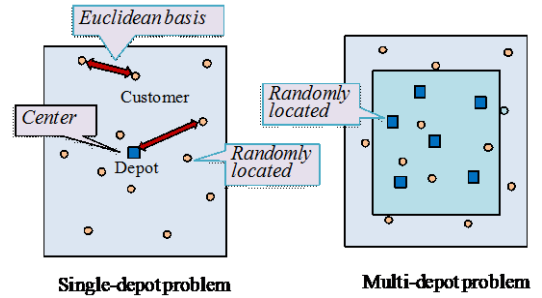 Euclidean basis
Customer
Center
Depot
Randomly
located
Single-depot problem
Randomly
located
Multi-depot problem